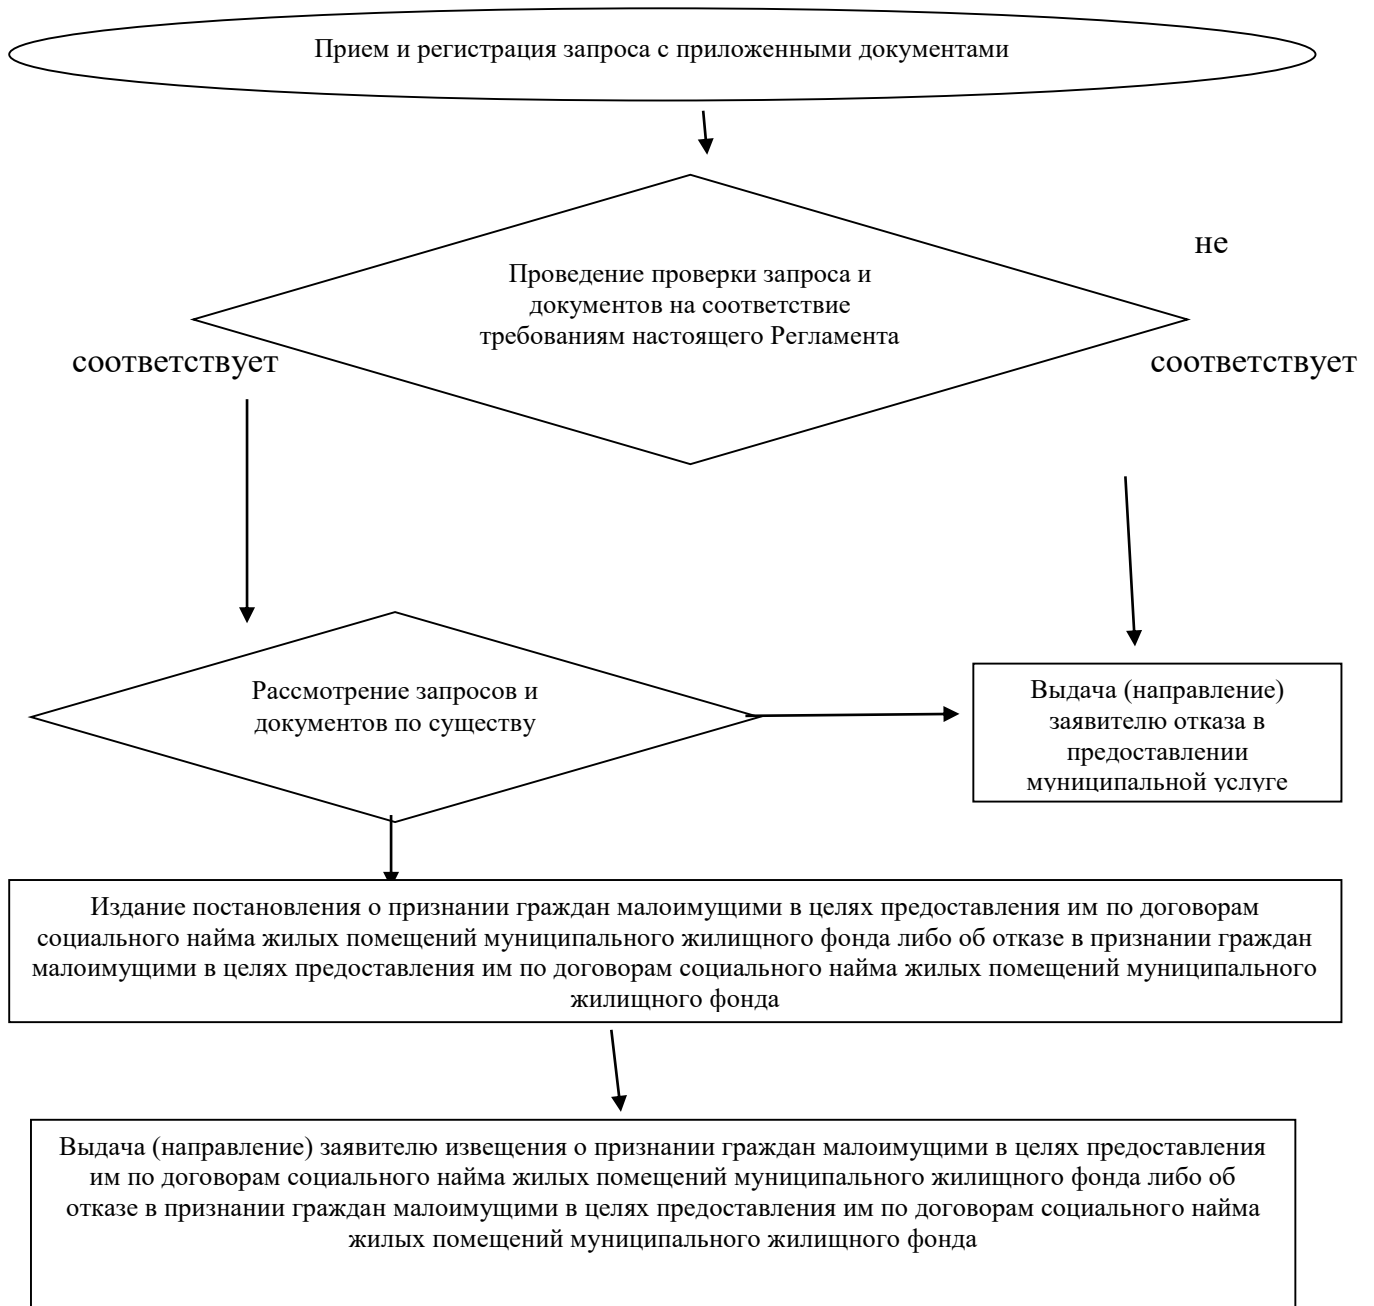 Прием и регистрация запроса с приложенными документами
не
Проведение проверки запроса и
документов на соответствие
требованиям настоящего Регламента
соответствует
соответствует
Рассмотрение запросов и
документов по существу
Выдача (направление)
заявителю отказа в
предоставлении
муниципальной услуге
Издание постановления о признании граждан малоимущими в целях предоставления им по договорам
социального найма жилых помещений муниципального жилищного фонда либо об отказе в признании граждан
малоимущими в целях предоставления им по договорам социального найма жилых помещений муниципального
жилищного фонда
Выдача (направление) заявителю извещения о признании граждан малоимущими в целях предоставления
им по договорам социального найма жилых помещений муниципального жилищного фонда либо об
отказе в признании граждан малоимущими в целях предоставления им по договорам социального найма
жилых помещений муниципального жилищного фонда